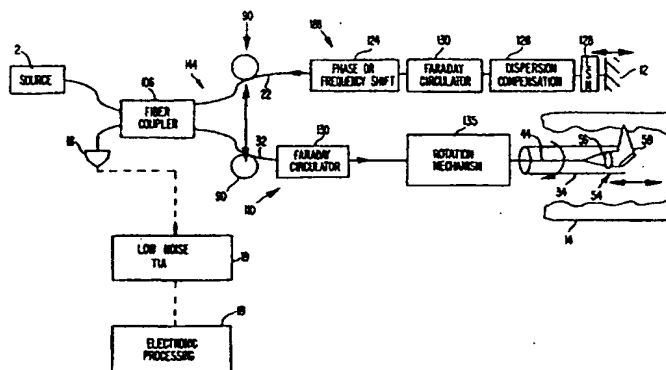 90
188
2
144
124
130
126
128
SOURCE
106
PHASE OR
FREQUENCY SHIFT
FARADAY
CIRCULATOR
DISPERSION
COMPENSATION
12
FIBER
COUPLER
22
135
32
130
44
56
58
FARADAY
CIRCULATOR
ROTATION
MECHANISM
90
110
34
54
14
LOW NOISE
TIA
19
18
ELECTRONIC
PROCESSING